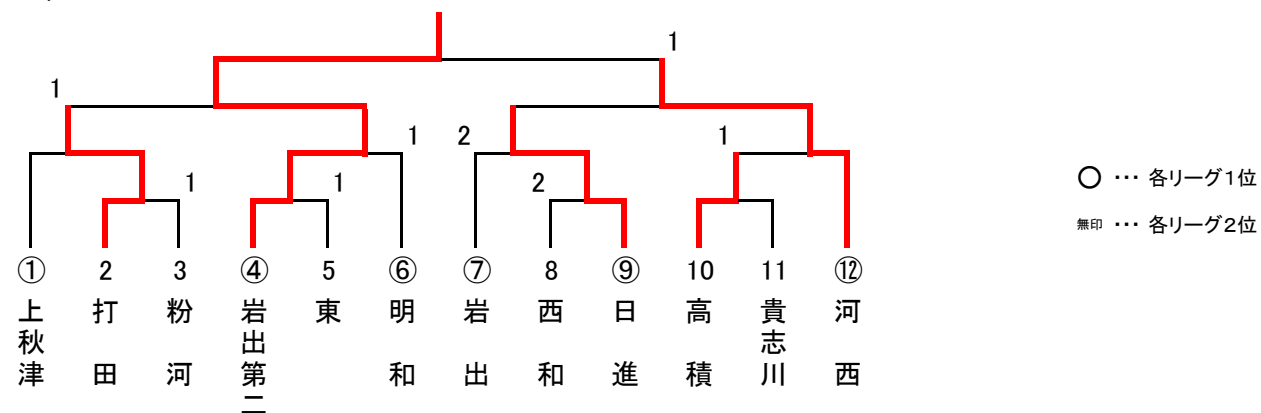 1
1
1 2 1
1 1 2
① 2 3 ④ 5 ⑥ ⑦ 8 ⑨ 10 11 ⑫
上秋津 打田 粉河 岩出第二 東 明和 岩出 西和 日進 高積 貴志川 河西
○ ･･･ 各リーグ1位
無印 ･･･ 各リーグ2位